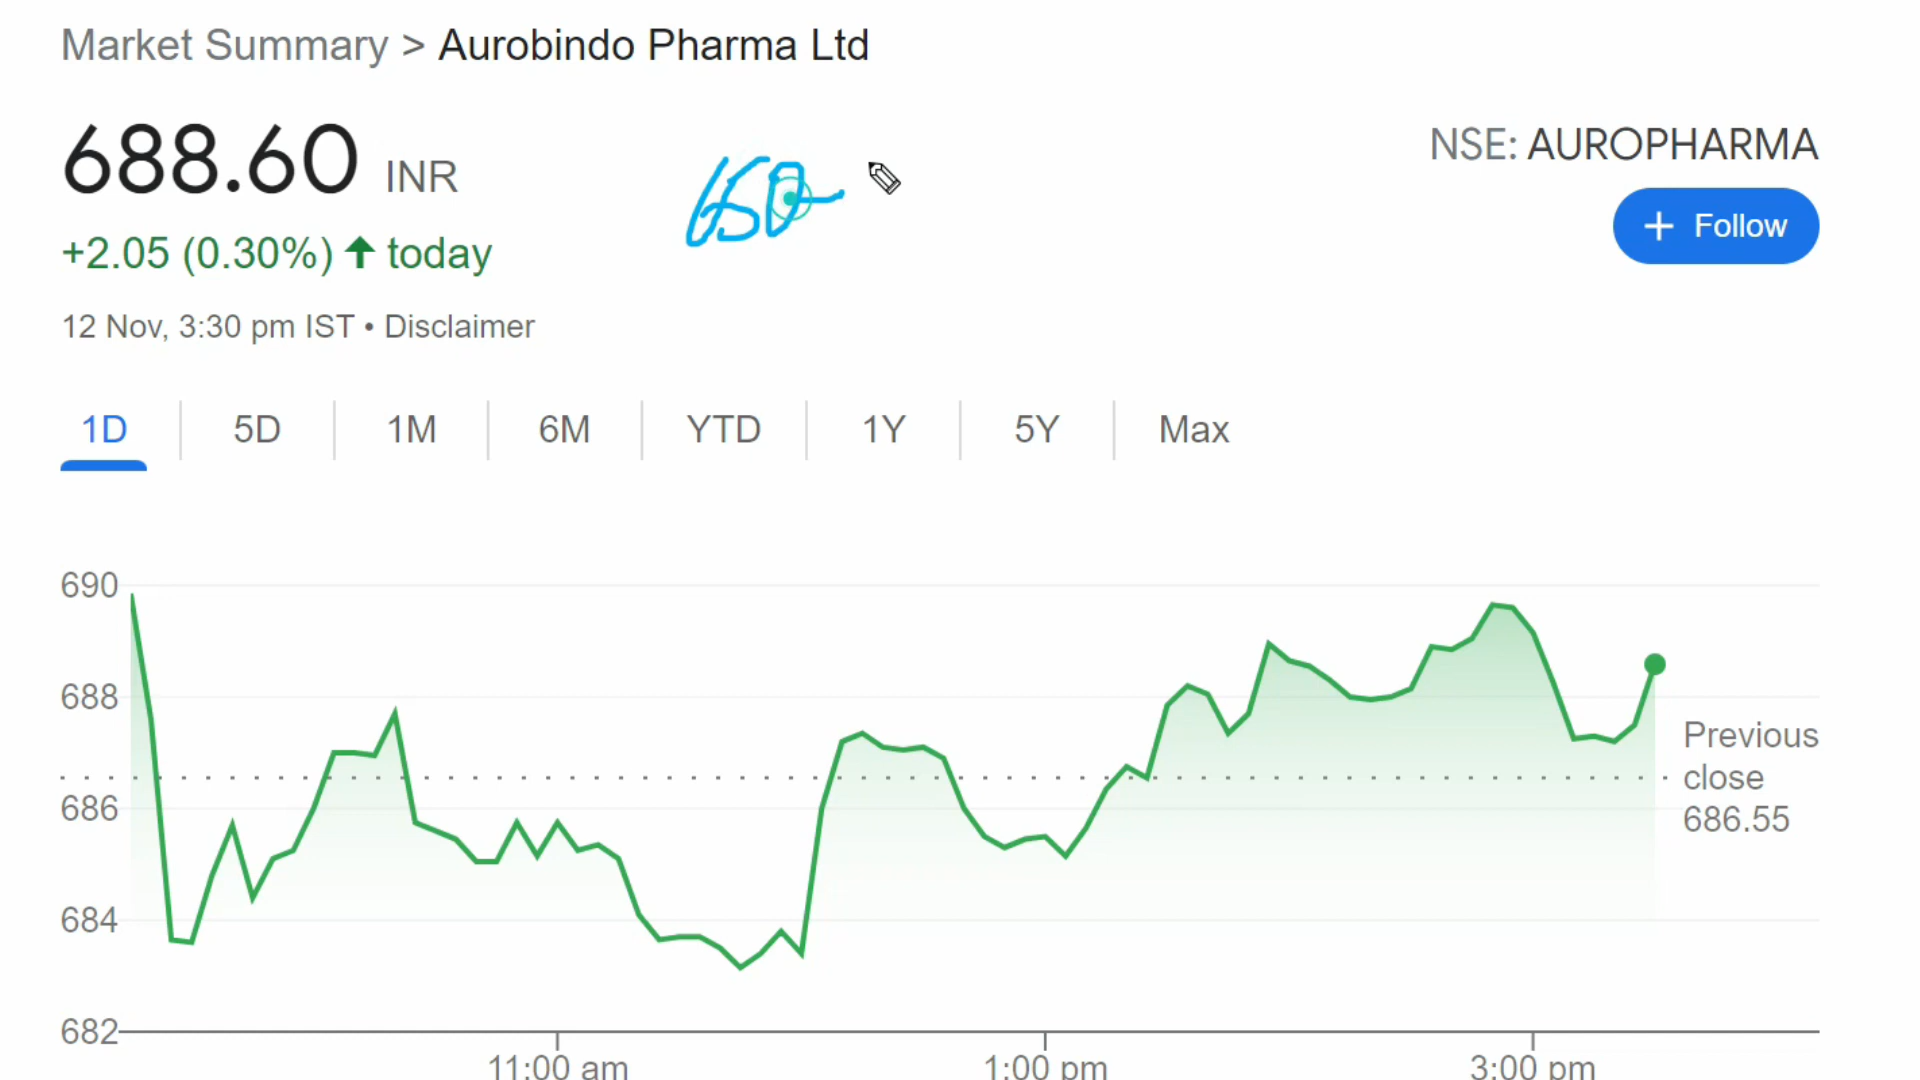 Market Summary > Aurobindo Pharma Ltd
688.60 INR
650
NSE: AUROPHARMA
+ Follow
+2.05 (0.30%) ↑ today
12 Nov, 3:30 pm IST • Disclaimer
1D 5D 1M 6M YTD 1Y 5Y Max
690
688
686
684
682
Previous
close
686.55
11:00 am 1:00 pm 3:00 pm